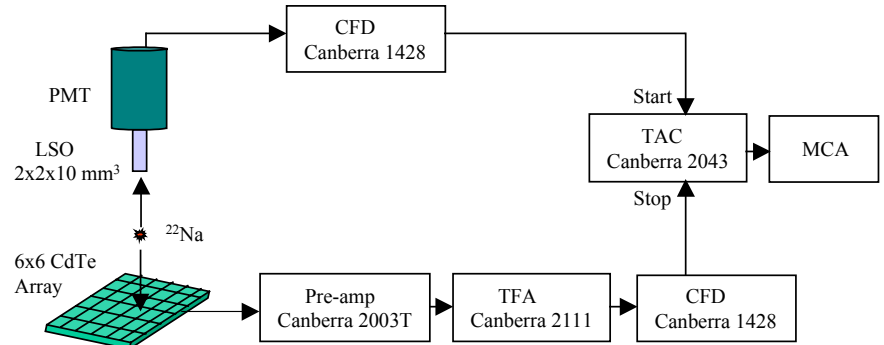 CFD
Canberra 1428
PMT
Start
LSO
2x2x10 mm³
TAC
Canberra 2043
MCA
Stop
²²Na
6x6 CdTe
Array
Pre-amp
Canberra 2003T
TFA
Canberra 2111
CFD
Canberra 1428